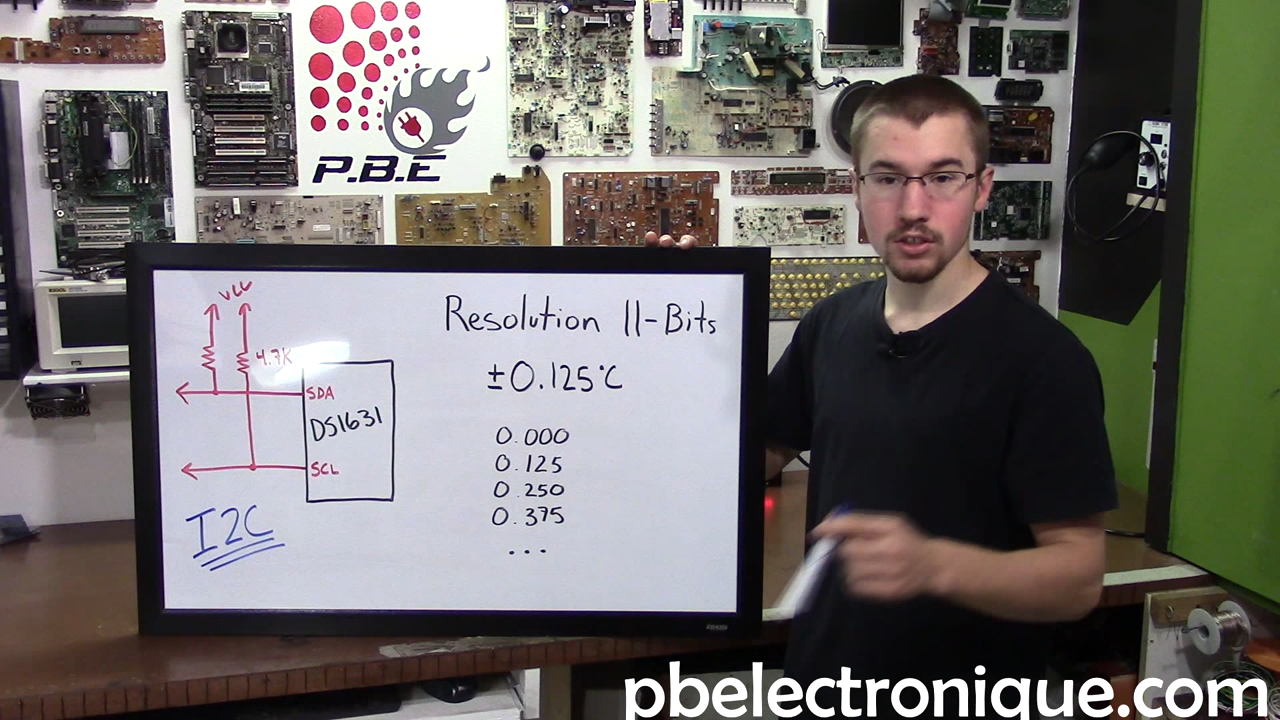 P.B.E
VCC
4.7K
SDA
DS1631
SCL
I2C
Resolution 11-Bits
±0.125°C
0.000
0.125
0.250
0.375
...
pbelectronique.com